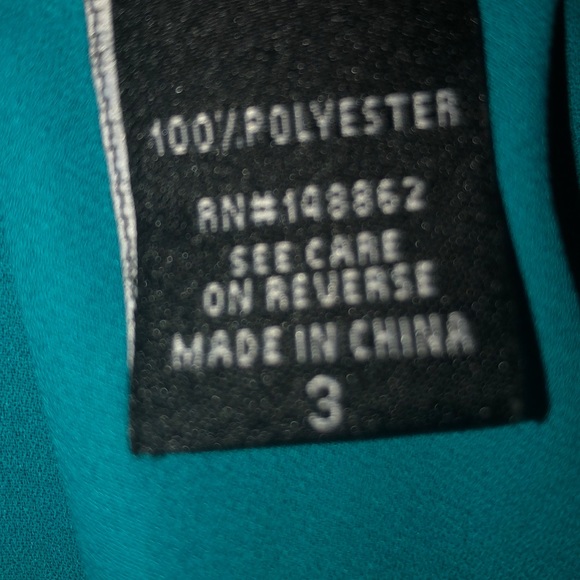 100%POLYESTER
RN#148862
SEE CARE
ON REVERSE
MADE IN CHINA
3